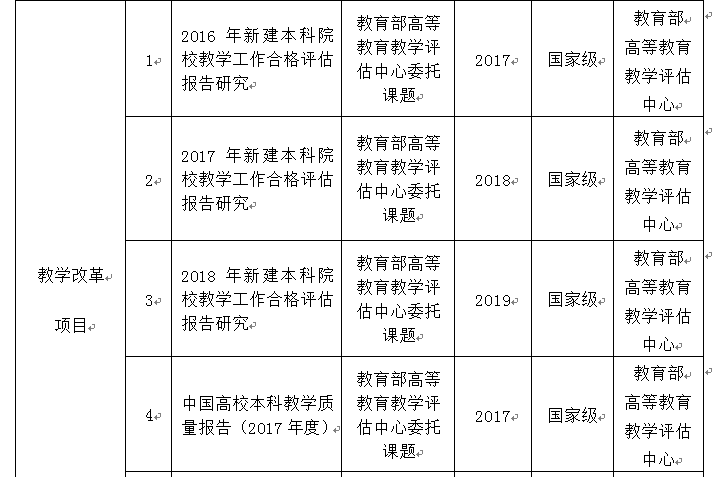 教学改革
项目
1
2016 年新建本科院
校教学工作合格评估
报告研究
教育部高等
教育教学评
估中心委托
课题
2017
国家级
教育部
高等教育
教学评估
中心
2
2017 年新建本科院
校教学工作合格评估
报告研究
教育部高等
教育教学评
估中心委托
课题
2018
国家级
教育部
高等教育
教学评估
中心
3
2018 年新建本科院
校教学工作合格评估
报告研究
教育部高等
教育教学评
估中心委托
课题
2019
国家级
教育部
高等教育
教学评估
中心
4
中国高校本科教学质
量报告（2017 年度）
教育部高等
教育教学评
估中心委托
课题
2017
国家级
教育部
高等教育
教学评估
中心